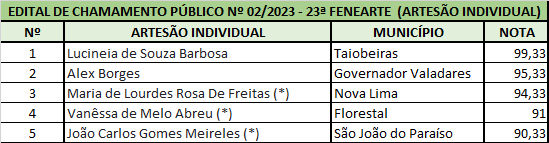 EDITAL DE CHAMAMENTO PÚBLICO Nº 02/2023 - 23ª FENEARTE (ARTESÃO INDIVIDUAL)
Nº ARTESÃO INDIVIDUAL MUNICÍPIO NOTA
1 Lucineia de Souza Barbosa Taiobeiras 99,33
2 Alex Borges Governador Valadares 95,33
3 Maria de Lourdes Rosa De Freitas (*) Nova Lima 94,33
4 Vanêssa de Melo Abreu (*) Florestal 91
5 João Carlos Gomes Meireles (*) São João do Paraíso 90,33